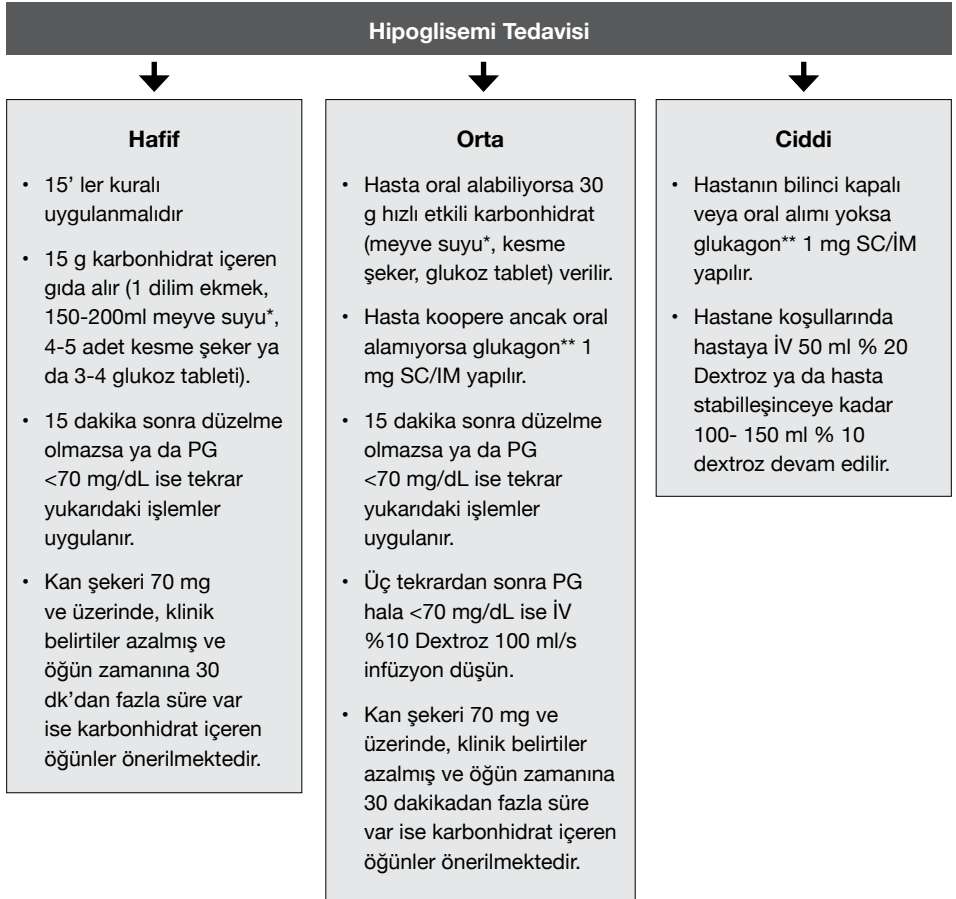 Hipoglisemi Tedavisi
Hafif
• 15’ ler kuralı
uygulanmalıdır
• 15 g karbonhidrat içeren
gıda alır (1 dilim ekmek,
150-200ml meyve suyu*,
4-5 adet kesme şeker ya
da 3-4 glukoz tableti).
• 15 dakika sonra düzelme
olmazsa ya da PG
<70 mg/dL ise tekrar
yukarıdaki işlemler
uygulanır.
• Kan şekeri 70 mg
ve üzerinde, klinik
belirtiler azalmış ve
öğün zamanına 30
dk’dan fazla süre var
ise karbonhidrat içeren
öğünler önerilmektedir.
Orta
• Hasta oral alabiliyorsa 30
g hızlı etkili karbonhidrat
(meyve suyu*, kesme
şeker, glukoz tablet) verilir.
• Hasta koopere ancak oral
alamıyorsa glukagon** 1
mg SC/IM yapılır.
• 15 dakika sonra düzelme
olmazsa ya da PG
<70 mg/dL ise tekrar
yukarıdaki işlemler
uygulanır.
• Üç tekrardan sonra PG
hala <70 mg/dL ise İV
%10 Dextroz 100 ml/s
infüzyon düşün.
• Kan şekeri 70 mg ve
üzerinde, klinik belirtiler
azalmış ve öğün zamanına
30 dakikadan fazla süre
var ise karbonhidrat içeren
öğünler önerilmektedir.
Ciddi
• Hastanın bilinci kapalı
veya oral alımı yoksa
glukagon** 1 mg SC/İM
yapılır.
• Hastane koşullarında
hastaya İV 50 ml % 20
Dextroz ya da hasta
stabilleşinceye kadar
100- 150 ml % 10
dextroz devam edilir.